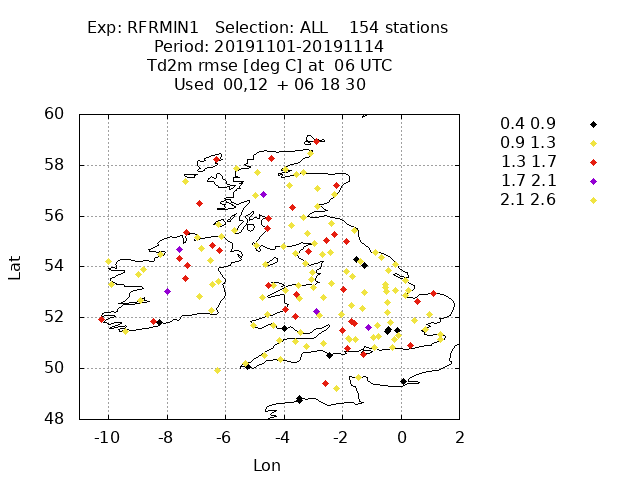 Exp: RFRMIN1   Selection: ALL    154 stations
Period: 20191101-20191114
Td2m rmse [deg C] at  06 UTC
Used  00,12  + 06 18 30
0.4 0.9
0.9 1.3
1.3 1.7
1.7 2.1
2.1 2.6
60
58
56
54
52
50
48
Lat
-10 -8 -6 -4 -2 0 2
Lon